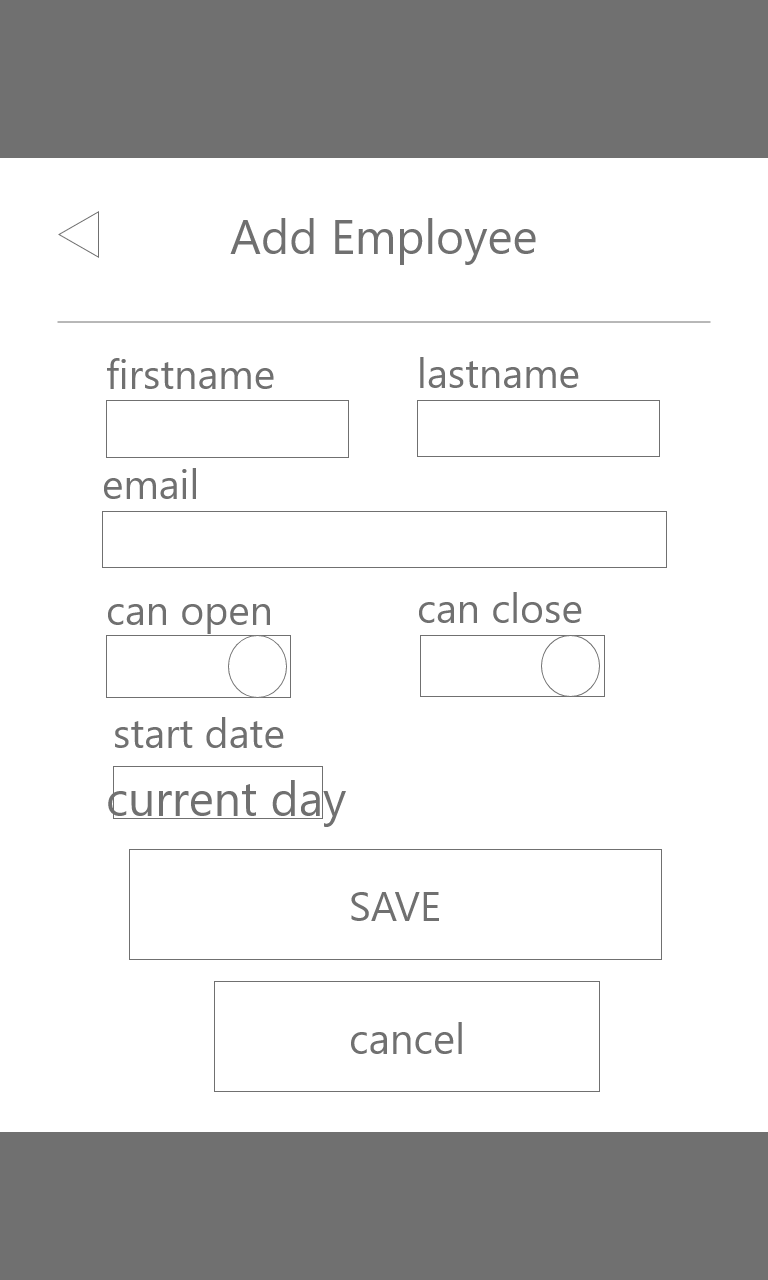 Add Employee
firstname lastname
email
can open can close
start date
current day
SAVE
cancel